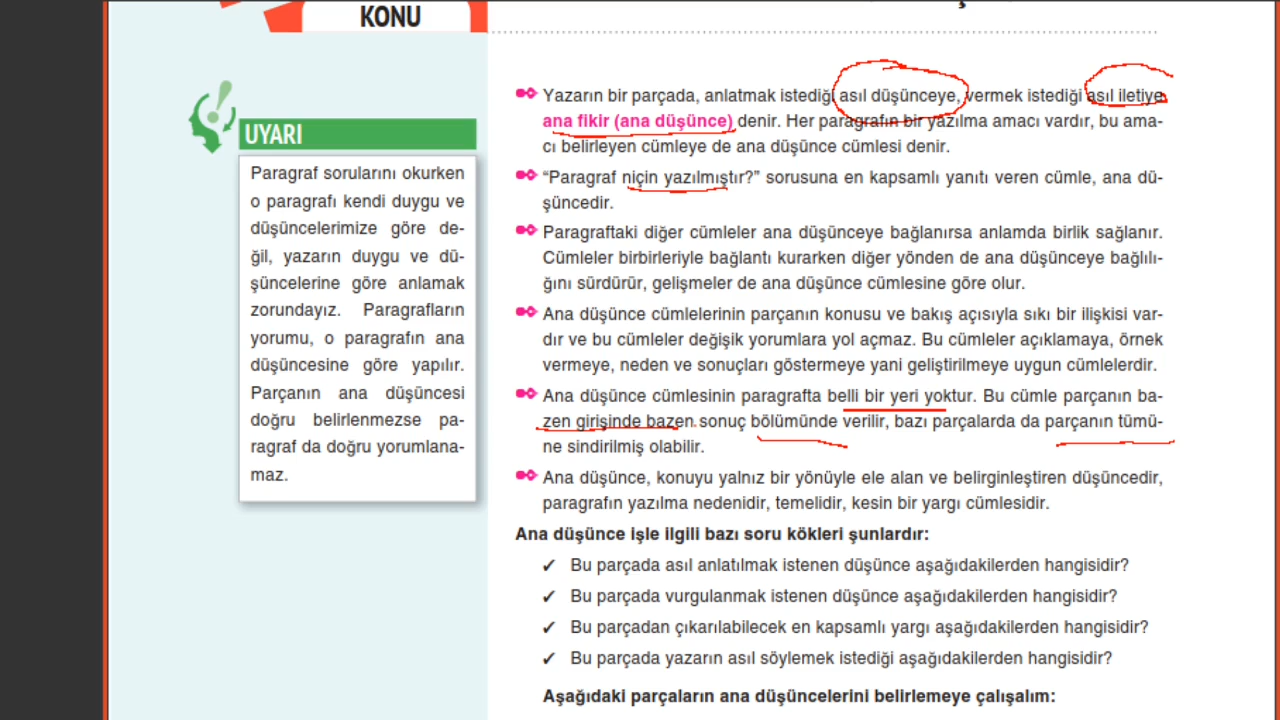 KONU
UYARI
Paragraf sorularını okurken
o paragrafı kendi duygu ve
düşüncelerimize göre de-
ğil, yazarın duygu ve dü-
şüncelerine göre anlamak
zorundayız. Paragrafların
yorumu, o paragrafın ana
düşüncesine göre yapılır.
Parçanın ana düşüncesi
doğru belirlenmezse pa-
ragraf da doğru yorumlana-
maz.
Yazarın bir parçada, anlatmak istediği asıl düşünceye, vermek istediği asıl iletiye
ana fikir (ana düşünce) denir. Her paragrafın bir yazılma amacı vardır, bu ama-
cı belirleyen cümleye de ana düşünce cümlesi denir.
“Paragraf niçin yazılmıştır?” sorusuna en kapsamlı yanıtı veren cümle, ana dü-
şüncedir.
Paragraftaki diğer cümleler ana düşünceye bağlanırsa anlamda birlik sağlanır.
Cümleler birbirleriyle bağlantı kurarken diğer yönden de ana düşünceye bağlılı-
ğını sürdürür, gelişmeler de ana düşünce cümlesine göre olur.
Ana düşünce cümlelerinin parçanın konusu ve bakış açısıyla sıkı bir ilişkisi var-
dır ve bu cümleler değişik yorumlara yol açmaz. Bu cümleler açıklamaya, örnek
vermeye, neden ve sonuçları göstermeye yani geliştirilmeye uygun cümlelerdir.
Ana düşünce cümlesinin paragrafta belli bir yeri yoktur. Bu cümle parçanın ba-
zen girişinde bazen sonuç bölümünde verilir, bazı parçalarda da parçanın tümü-
ne sindirilmiş olabilir.
Ana düşünce, konuyu yalnız bir yönüyle ele alan ve belirginleştiren düşüncedir,
paragrafın yazılma nedenidir, temelidir, kesin bir yargı cümlesidir.
Ana düşünce işle ilgili bazı soru kökleri şunlardır:
✓ Bu parçada asıl anlatılmak istenen düşünce aşağıdakilerden hangisidir?
✓ Bu parçada vurgulanmak istenen düşünce aşağıdakilerden hangisidir?
✓ Bu parçadan çıkarılabilecek en kapsamlı yargı aşağıdakilerden hangisidir?
✓ Bu parçada yazarın asıl söylemek istediği aşağıdakilerden hangisidir?
Aşağıdaki parçaların ana düşüncelerini belirlemeye çalışalım: